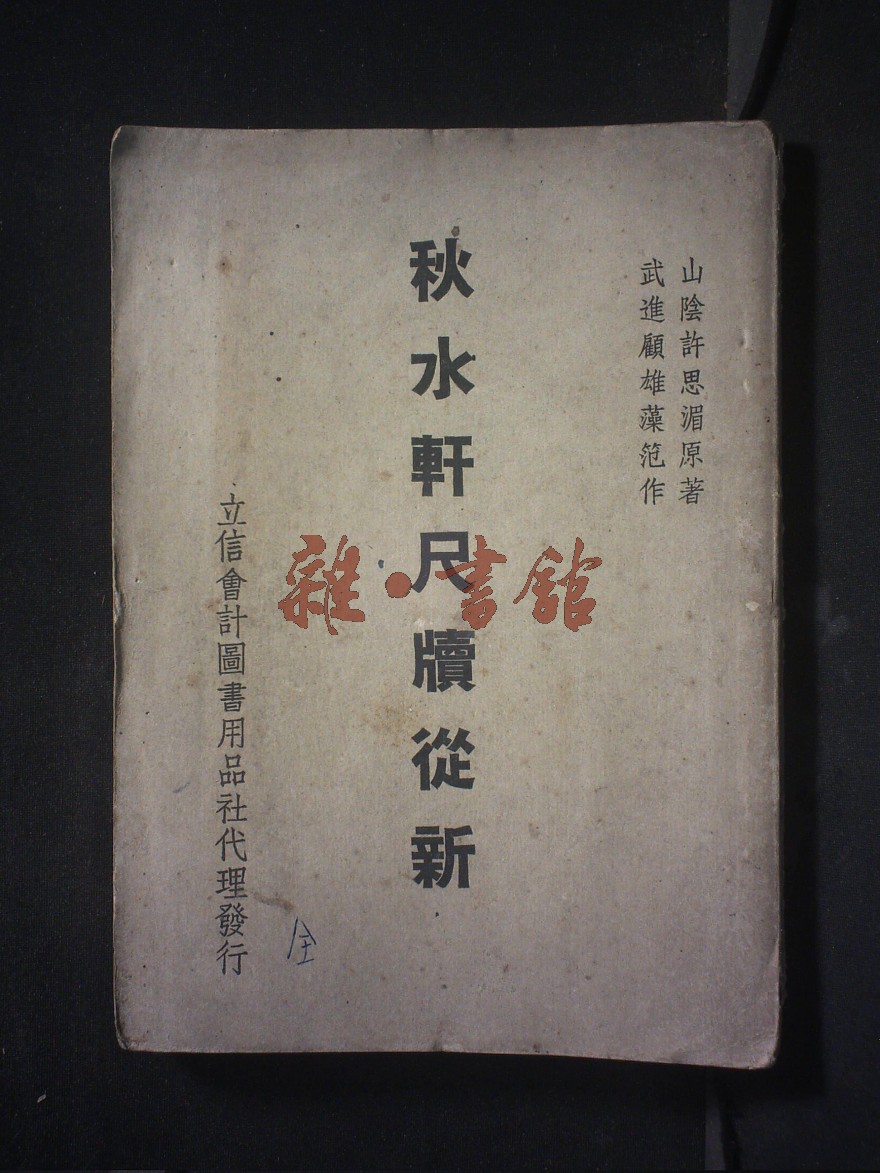 山陰許思湄原著
武進顧雄藻范作
秋水軒尺牘從新
立信會計圖書用品社代理發行
全
雜·書館